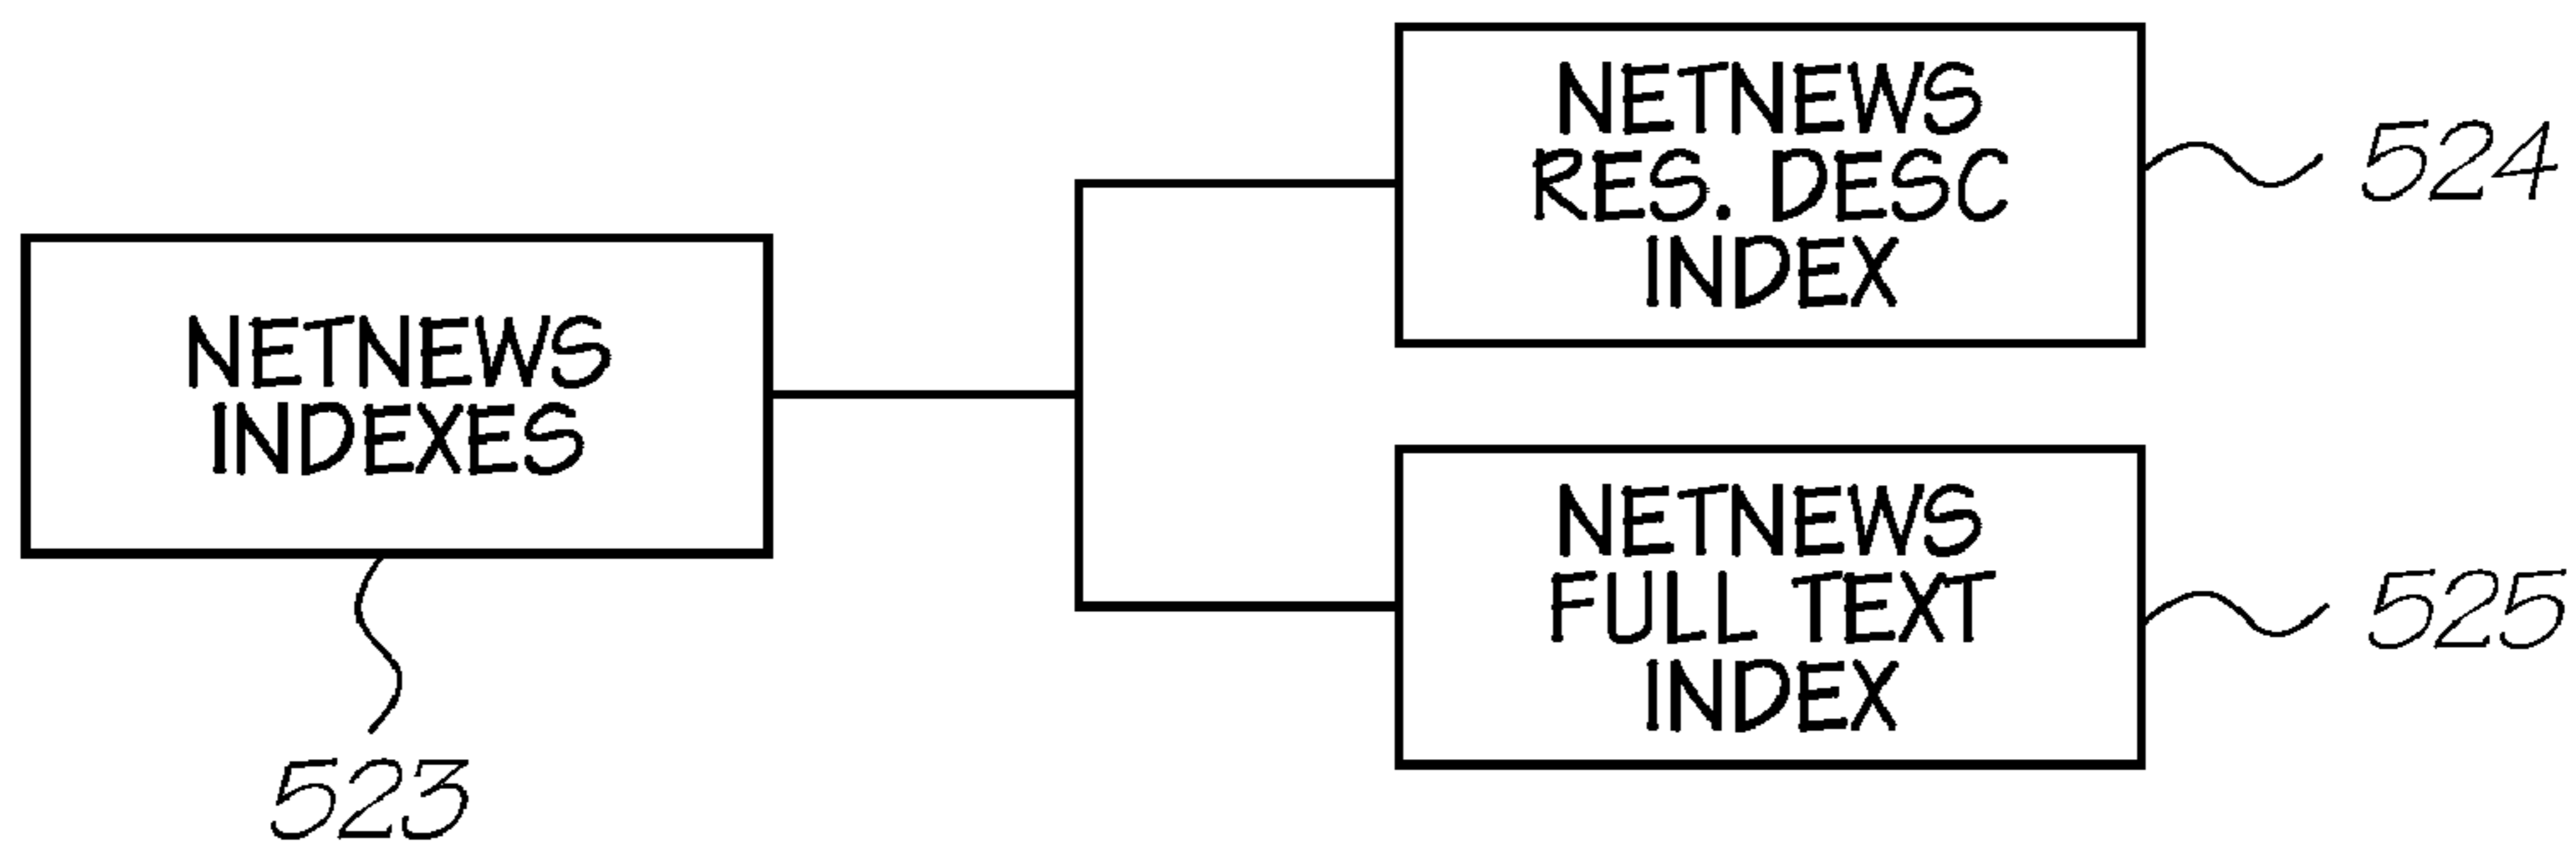 NETNEWS
INDEXES
523
NETNEWS
RES. DESC
INDEX
524
NETNEWS
FULL TEXT
INDEX
525